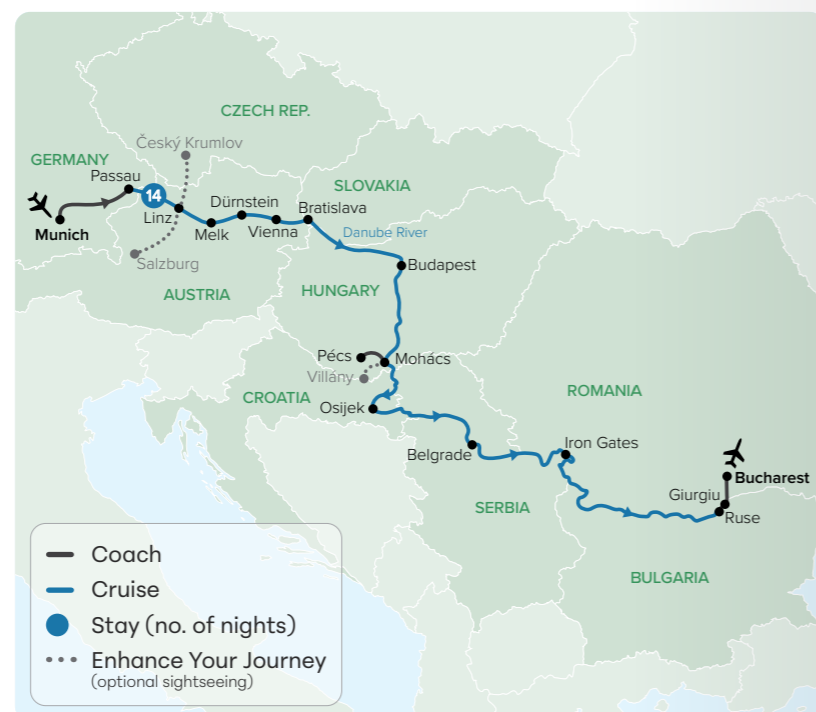 CZECH REP.
Český Krumlov
GERMANY
Passau
14
SLOVAKIA
Dürnstein
Linz
Bratislava
Munich
Melk
Vienna
Danube River
Salzburg
Budapest
AUSTRIA
HUNGARY
Pécs
Mohács
Villány
ROMANIA
CROATIA
Osijek
Iron Gates
Belgrade
Bucharest
Giurgiu
SERBIA
Ruse
BULGARIA
Coach
Cruise
Stay (no. of nights)
Enhance Your Journey
(optional sightseeing)